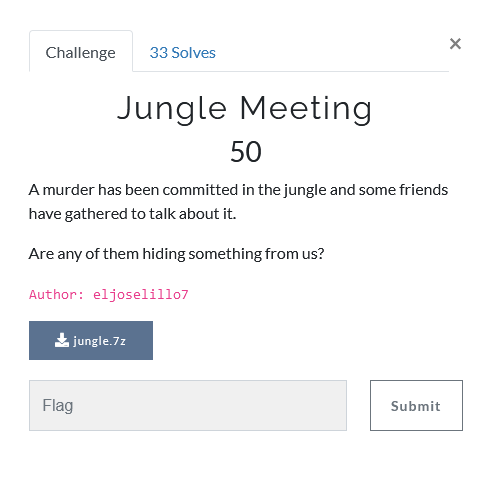 Challenge
33 Solves
×
Jungle Meeting
50
A murder has been committed in the jungle and some friends
have gathered to talk about it.
Are any of them hiding something from us?
Author: eljoselillo7
jungle.7z
Flag
Submit